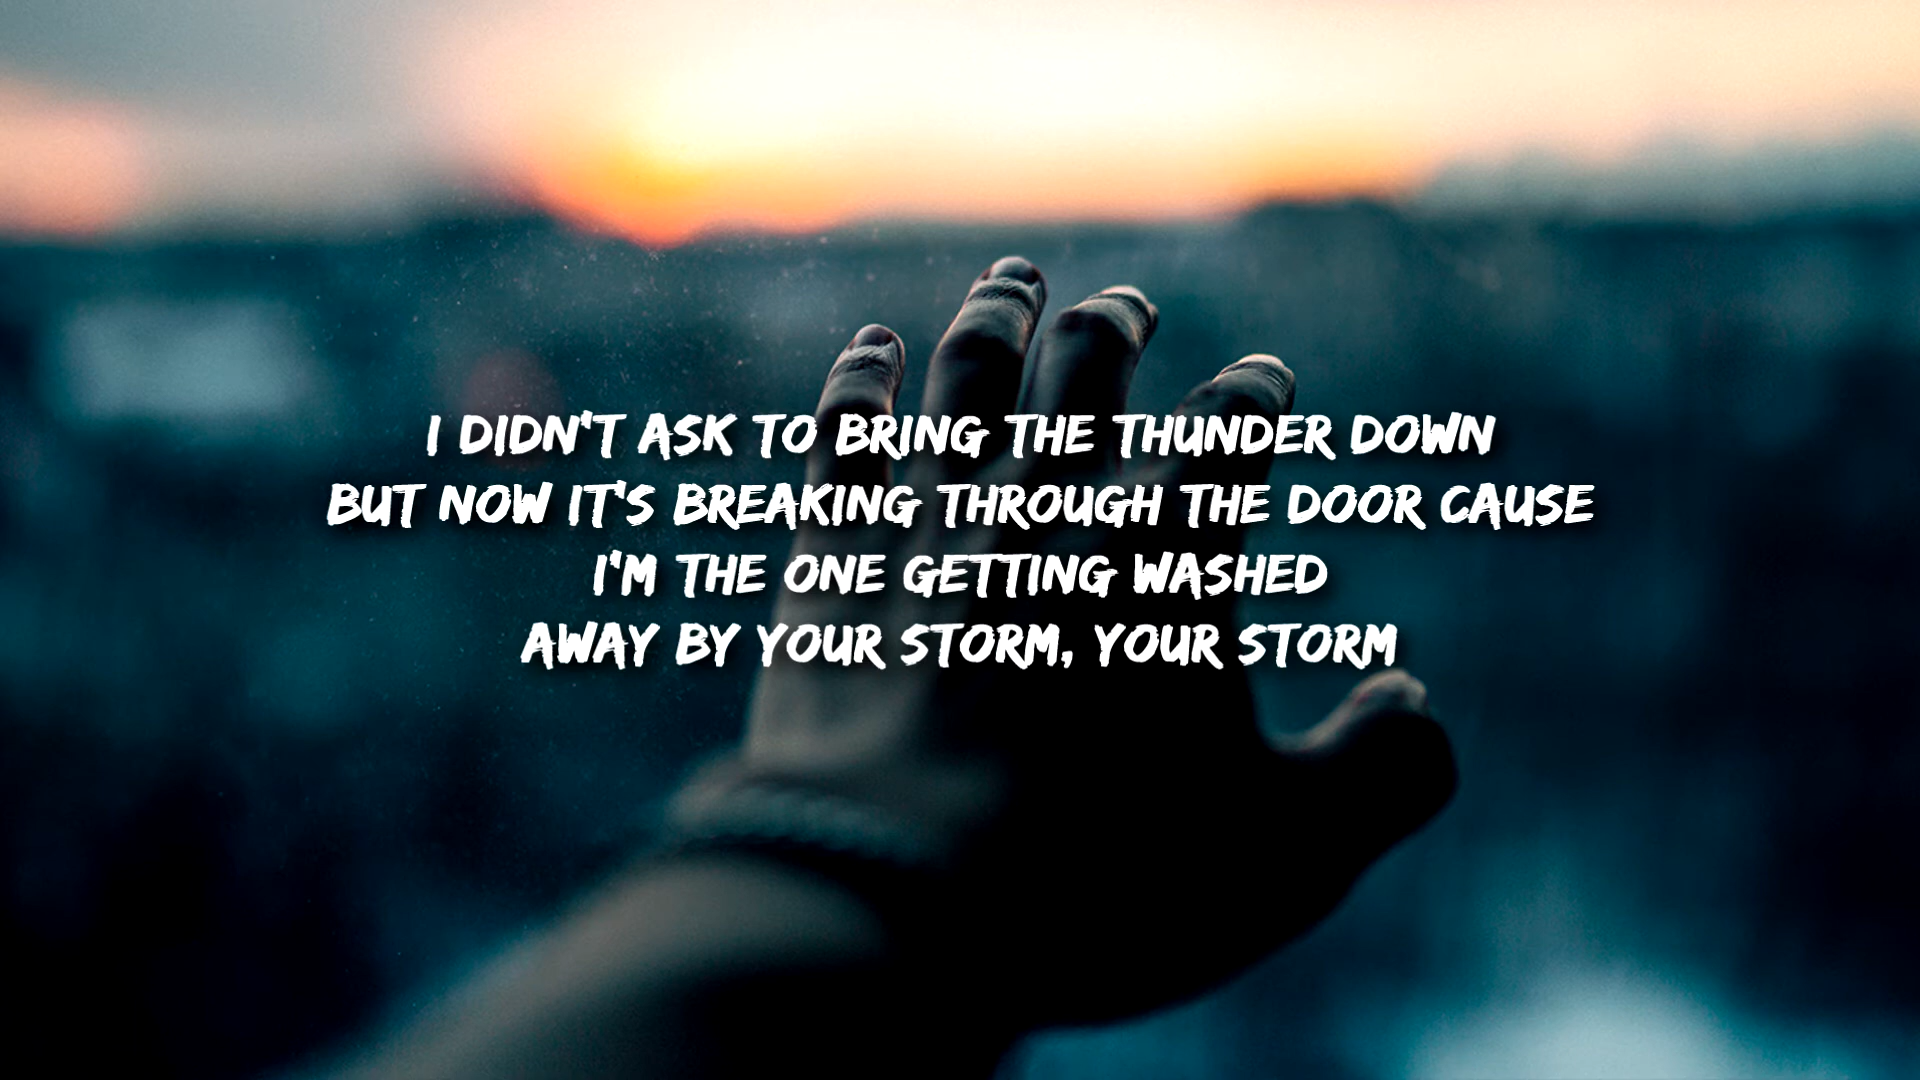 I DIDN'T ASK TO BRING THE THUNDER DOWN
BUT NOW IT'S BREAKING THROUGH THE DOOR CAUSE
I'M THE ONE GETTING WASHED
AWAY BY YOUR STORM, YOUR STORM